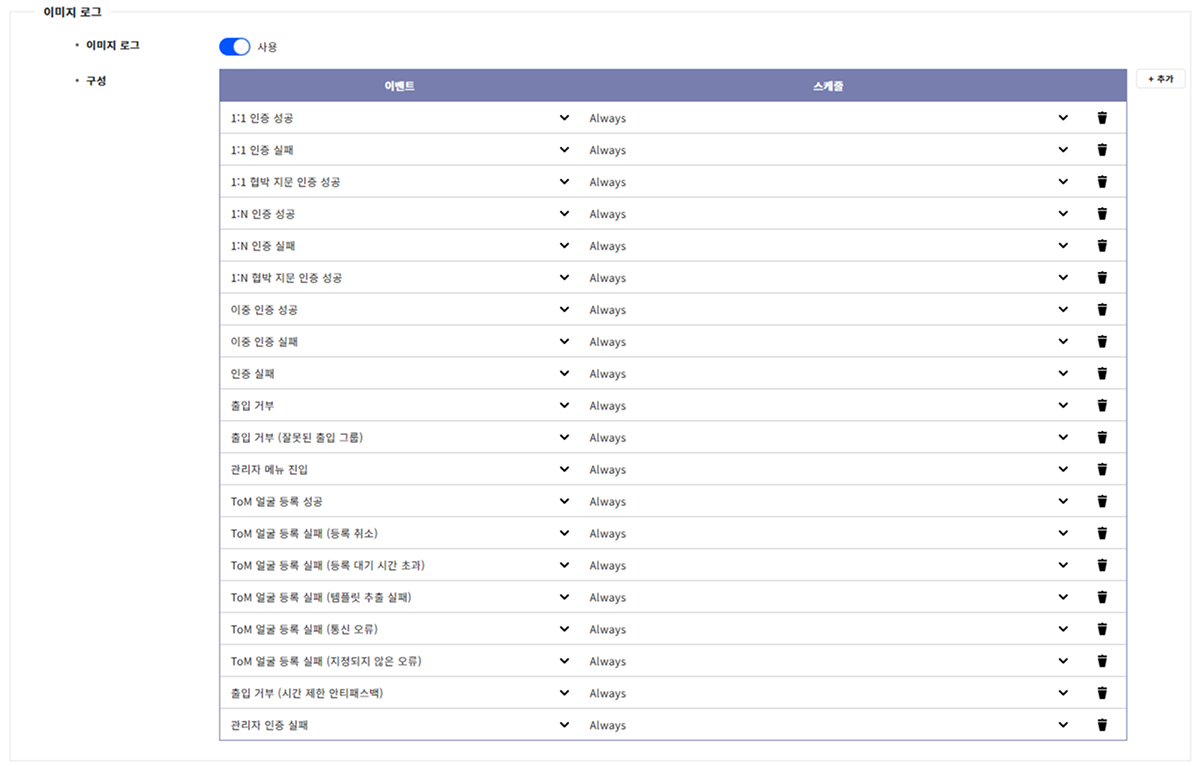 이미지 로그
• 이미지 로그 사용
• 구성
이벤트 스케줄 + 추가
1:1 인증 성공 Always
1:1 인증 실패 Always
1:1 협박 지문 인증 성공 Always
1:N 인증 성공 Always
1:N 인증 실패 Always
1:N 협박 지문 인증 성공 Always
이중 인증 성공 Always
이중 인증 실패 Always
인증 실패 Always
출입 거부 Always
출입 거부 (잘못된 출입 그룹) Always
관리자 메뉴 진입 Always
ToM 얼굴 등록 성공 Always
ToM 얼굴 등록 실패 (등록 취소) Always
ToM 얼굴 등록 실패 (등록 대기 시간 초과) Always
ToM 얼굴 등록 실패 (템플릿 추출 실패) Always
ToM 얼굴 등록 실패 (통신 오류) Always
ToM 얼굴 등록 실패 (지정되지 않은 오류) Always
출입 거부 (시간 제한 안티패스백) Always
관리자 인증 실패 Always